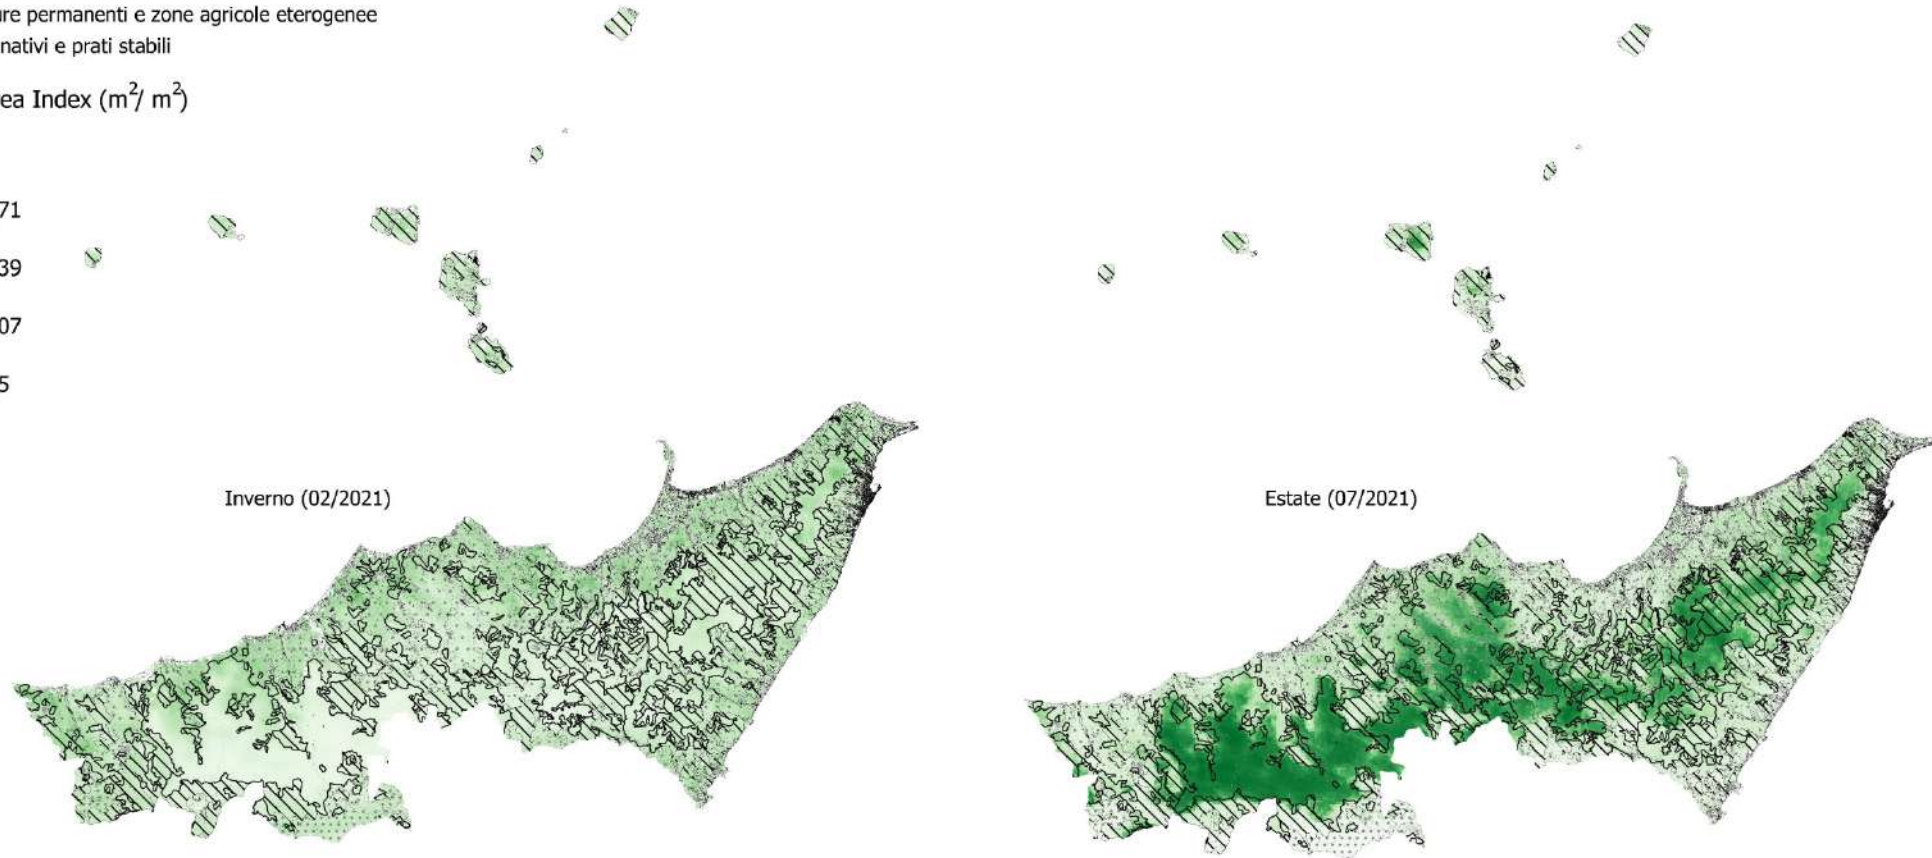 ure permanenti e zone agricole eterogenee
nativi e prati stabili
ea Index (m²/ m²)
71
39
07
5
Inverno (02/2021)
Estate (07/2021)